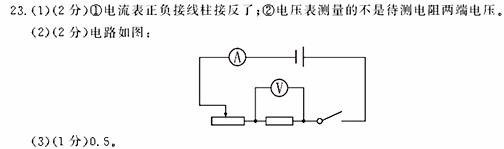 23.(1)(2分)①电流表正负接线柱接反了;②电压表测量的不是待测电阻两端电压。
(2)(2分)电路如图:
A
V
(3)(1分)0.5。